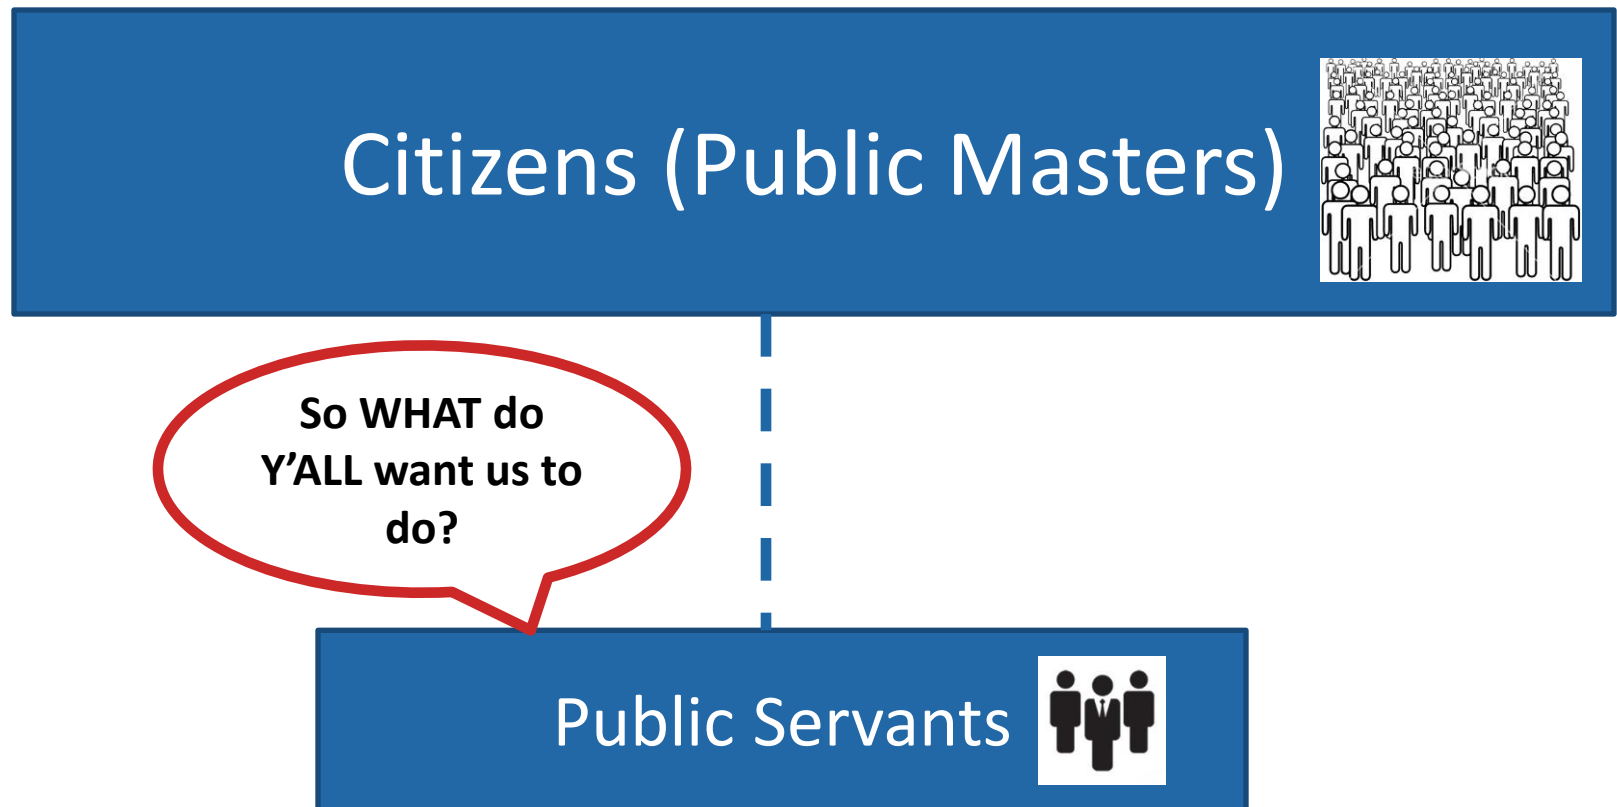 Citizens (Public Masters)
So WHAT do
Y’ALL want us to
do?
Public Servants